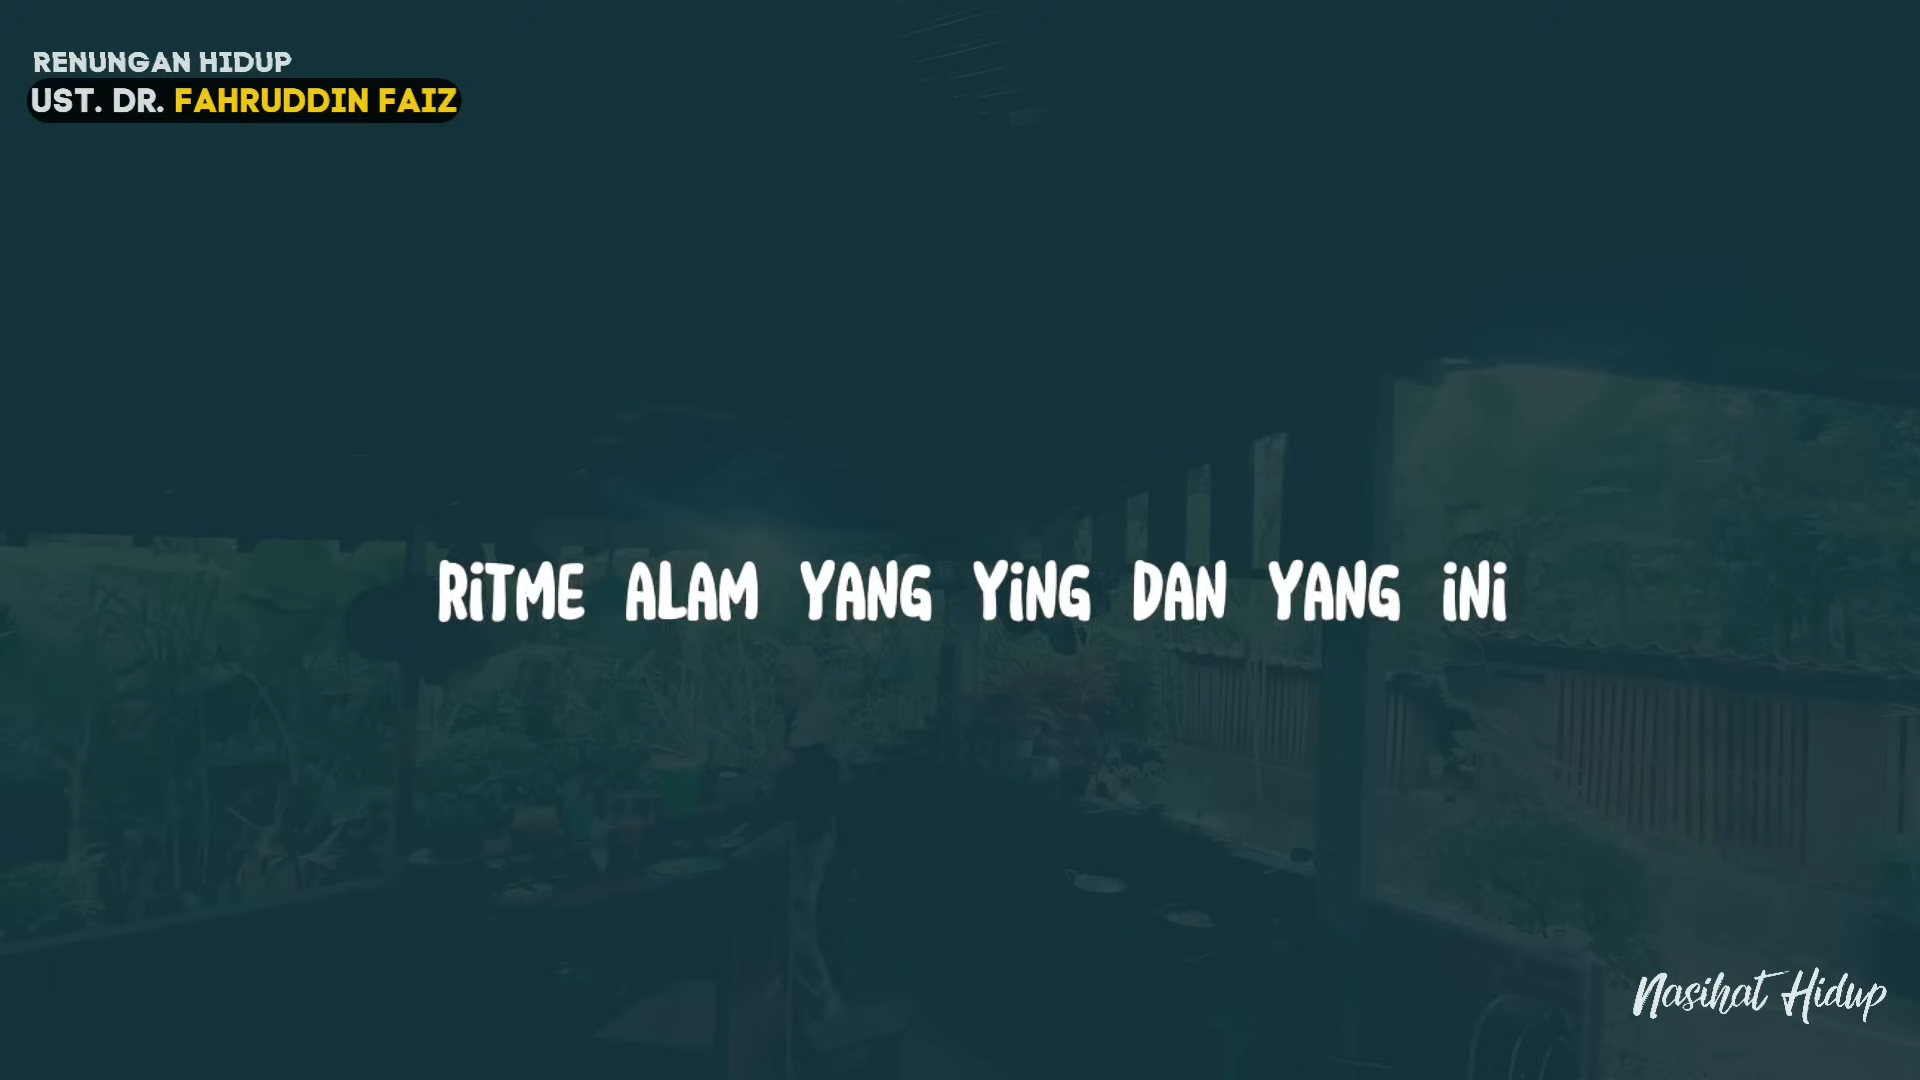 RENUNGAN HIDUP
UST. DR. FAHRUDDIN FAIZ
RiTME ALAM YANG YiNG DAN YANG iNi
Nasihat Hidup